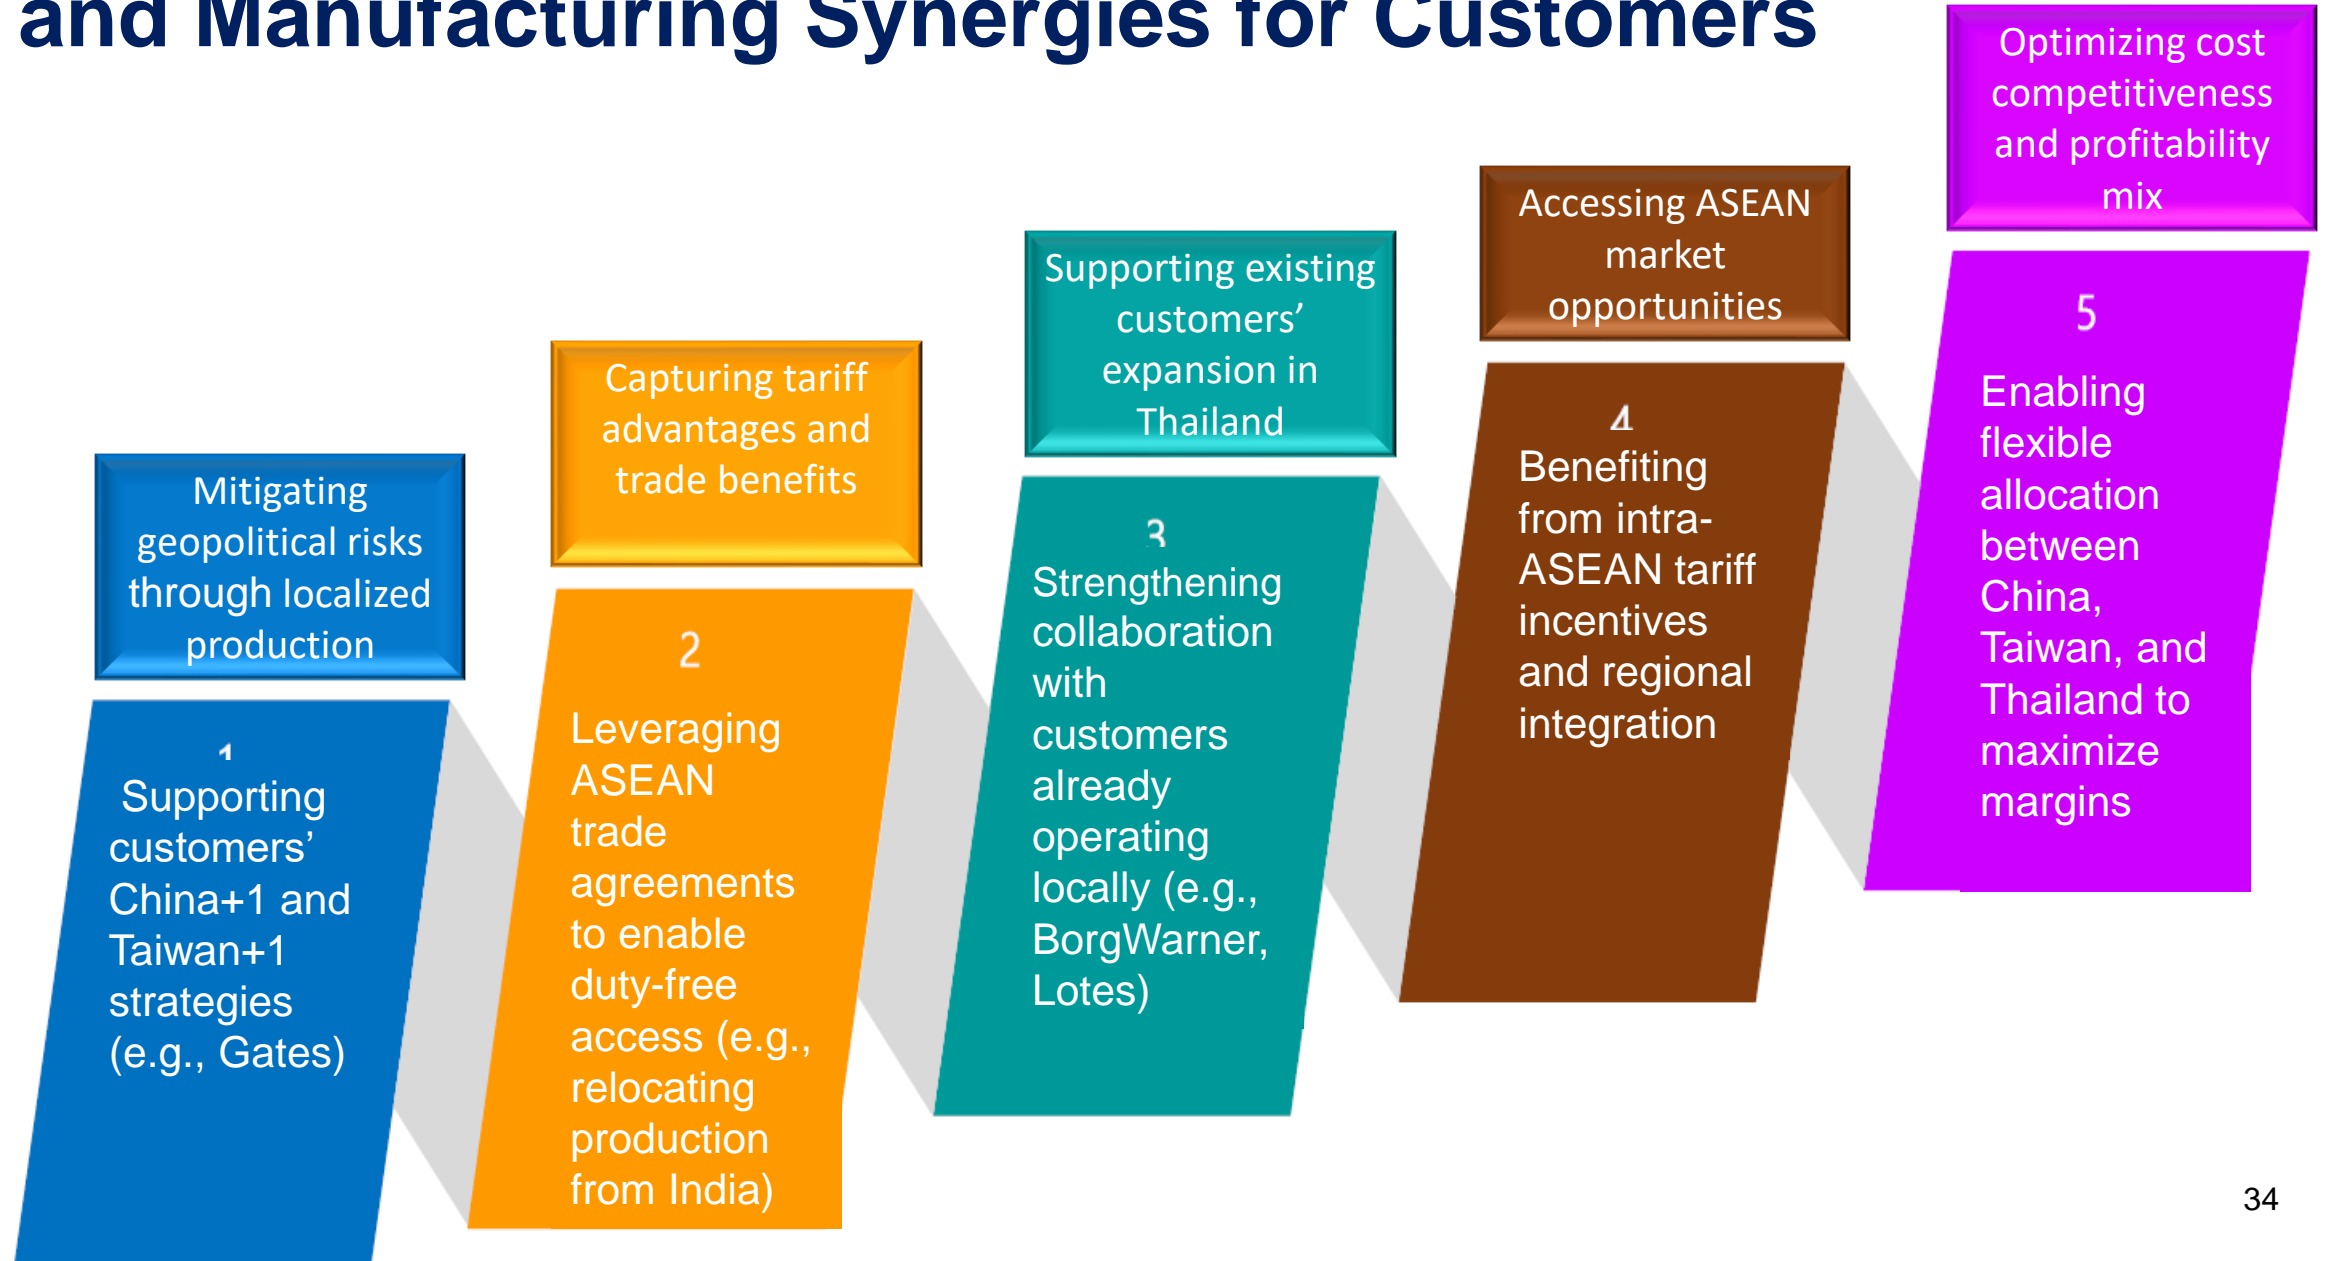 and Manufacturing Synergies for Customers
Mitigating
geopolitical risks
through localized
production
1
Supporting
customers’
China+1 and
Taiwan+1
strategies
(e.g., Gates)
Capturing tariff
advantages and
trade benefits
2
Leveraging
ASEAN
trade
agreements
to enable
duty-free
access (e.g.,
relocating
production
from India)
Supporting existing
customers’
expansion in
Thailand
3
Strengthening
collaboration
with
customers
already
operating
locally (e.g.,
BorgWarner,
Lotes)
Accessing ASEAN
market
opportunities
4
Benefiting
from intra-
ASEAN tariff
incentives
and regional
integration
Optimizing cost
competitiveness
and profitability
mix
5
Enabling
flexible
allocation
between
China,
Taiwan, and
Thailand to
maximize
margins
34